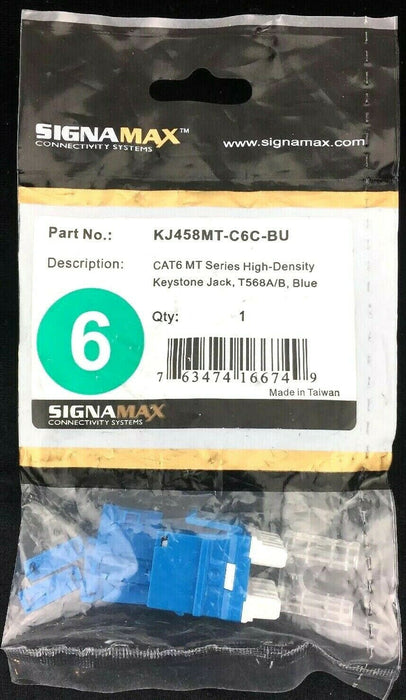 SIGNAMAX™
CONNECTIVITY SYSTEMS
www.signamax.com
Part No.: KJ458MT-C6C-BU
Description: CAT6 MT Series High-Density
Keystone Jack, T568A/B, Blue
Qty: 1
6
7 63474 16674 9
Made in Taiwan
SIGNAMAX
CONNECTIVITY SYSTEMS